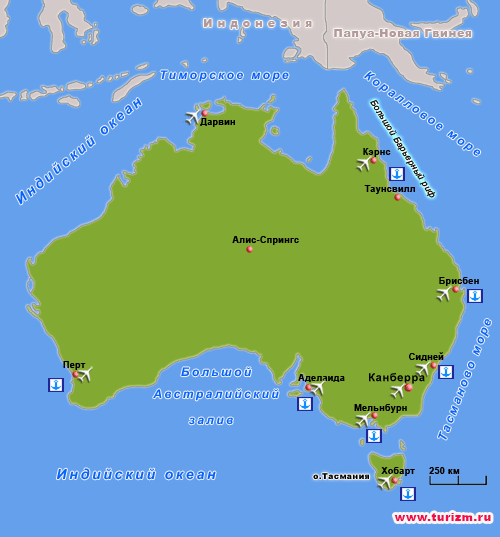 Индонезия
Папуа-Новая Гвинея
Тиморское море
Коралловое море
Индийский океан
Большой Барьерный риф
Дарвин
Кэрнс
Таунсвилл
Алис-Спрингс
Брисбен
Тасманово море
Сидней
Перт
Большой
Австралийский
залив
Аделаида
Канберра
Мельнбурн
Индийский океан
о.Тасмания
Хобарт
250 км
www.turizm.ru